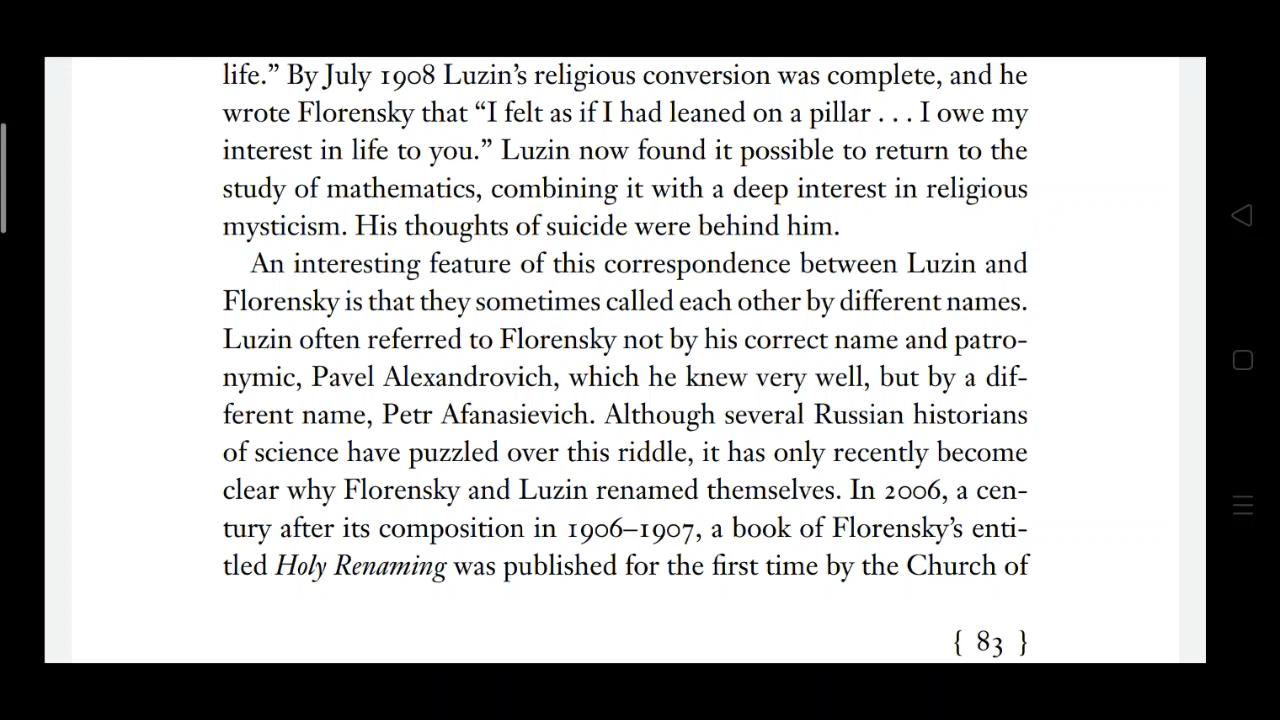 life.” By July 1908 Luzin’s religious conversion was complete, and he
wrote Florensky that “I felt as if I had leaned on a pillar . . . I owe my
interest in life to you.” Luzin now found it possible to return to the
study of mathematics, combining it with a deep interest in religious
mysticism. His thoughts of suicide were behind him.
An interesting feature of this correspondence between Luzin and
Florensky is that they sometimes called each other by different names.
Luzin often referred to Florensky not by his correct name and patro-
nymic, Pavel Alexandrovich, which he knew very well, but by a dif-
ferent name, Petr Afanasievich. Although several Russian historians
of science have puzzled over this riddle, it has only recently become
clear why Florensky and Luzin renamed themselves. In 2006, a cen-
tury after its composition in 1906–1907, a book of Florensky’s enti-
tled Holy Renaming was published for the first time by the Church of
{ 83 }